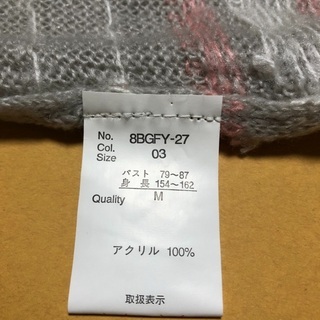 No. 8BGFY-27
Col. 03
Size
バスト 79~87
身 長 154~162
M
Quality
アクリル 100%
取扱表示